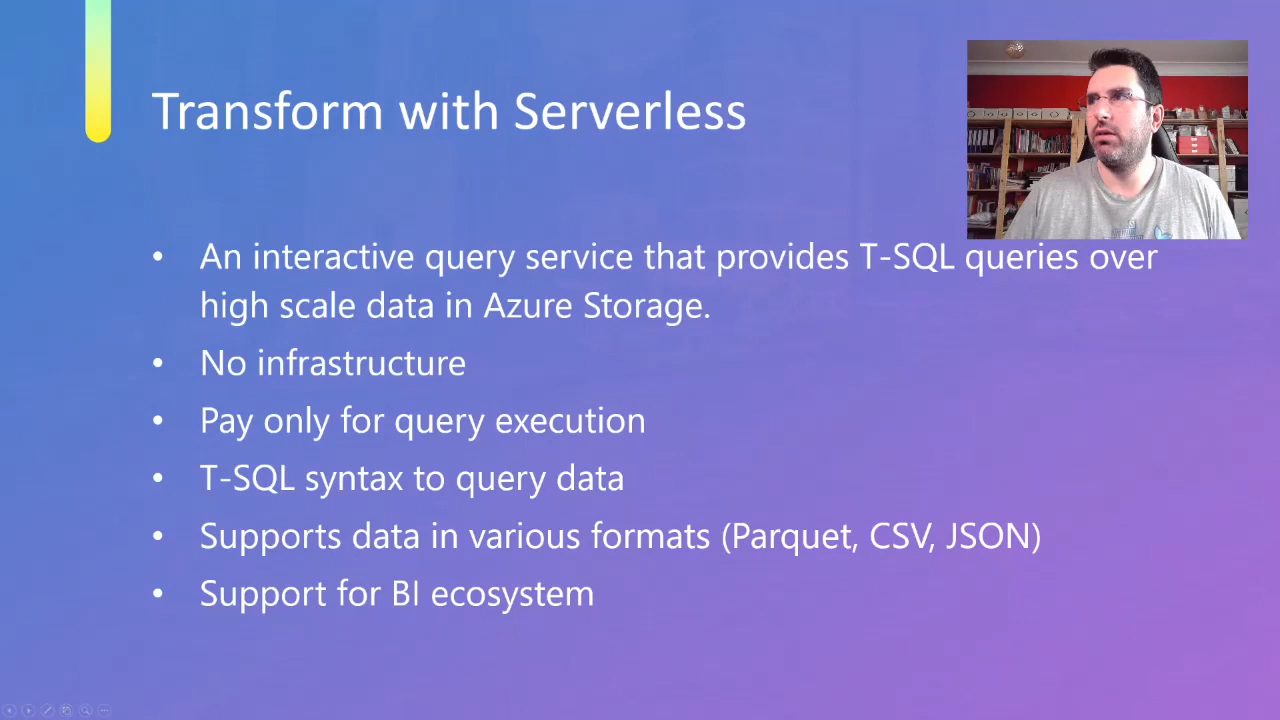 Transform with Serverless
• An interactive query service that provides T-SQL queries over
high scale data in Azure Storage.
• No infrastructure
• Pay only for query execution
• T-SQL syntax to query data
• Supports data in various formats (Parquet, CSV, JSON)
• Support for BI ecosystem